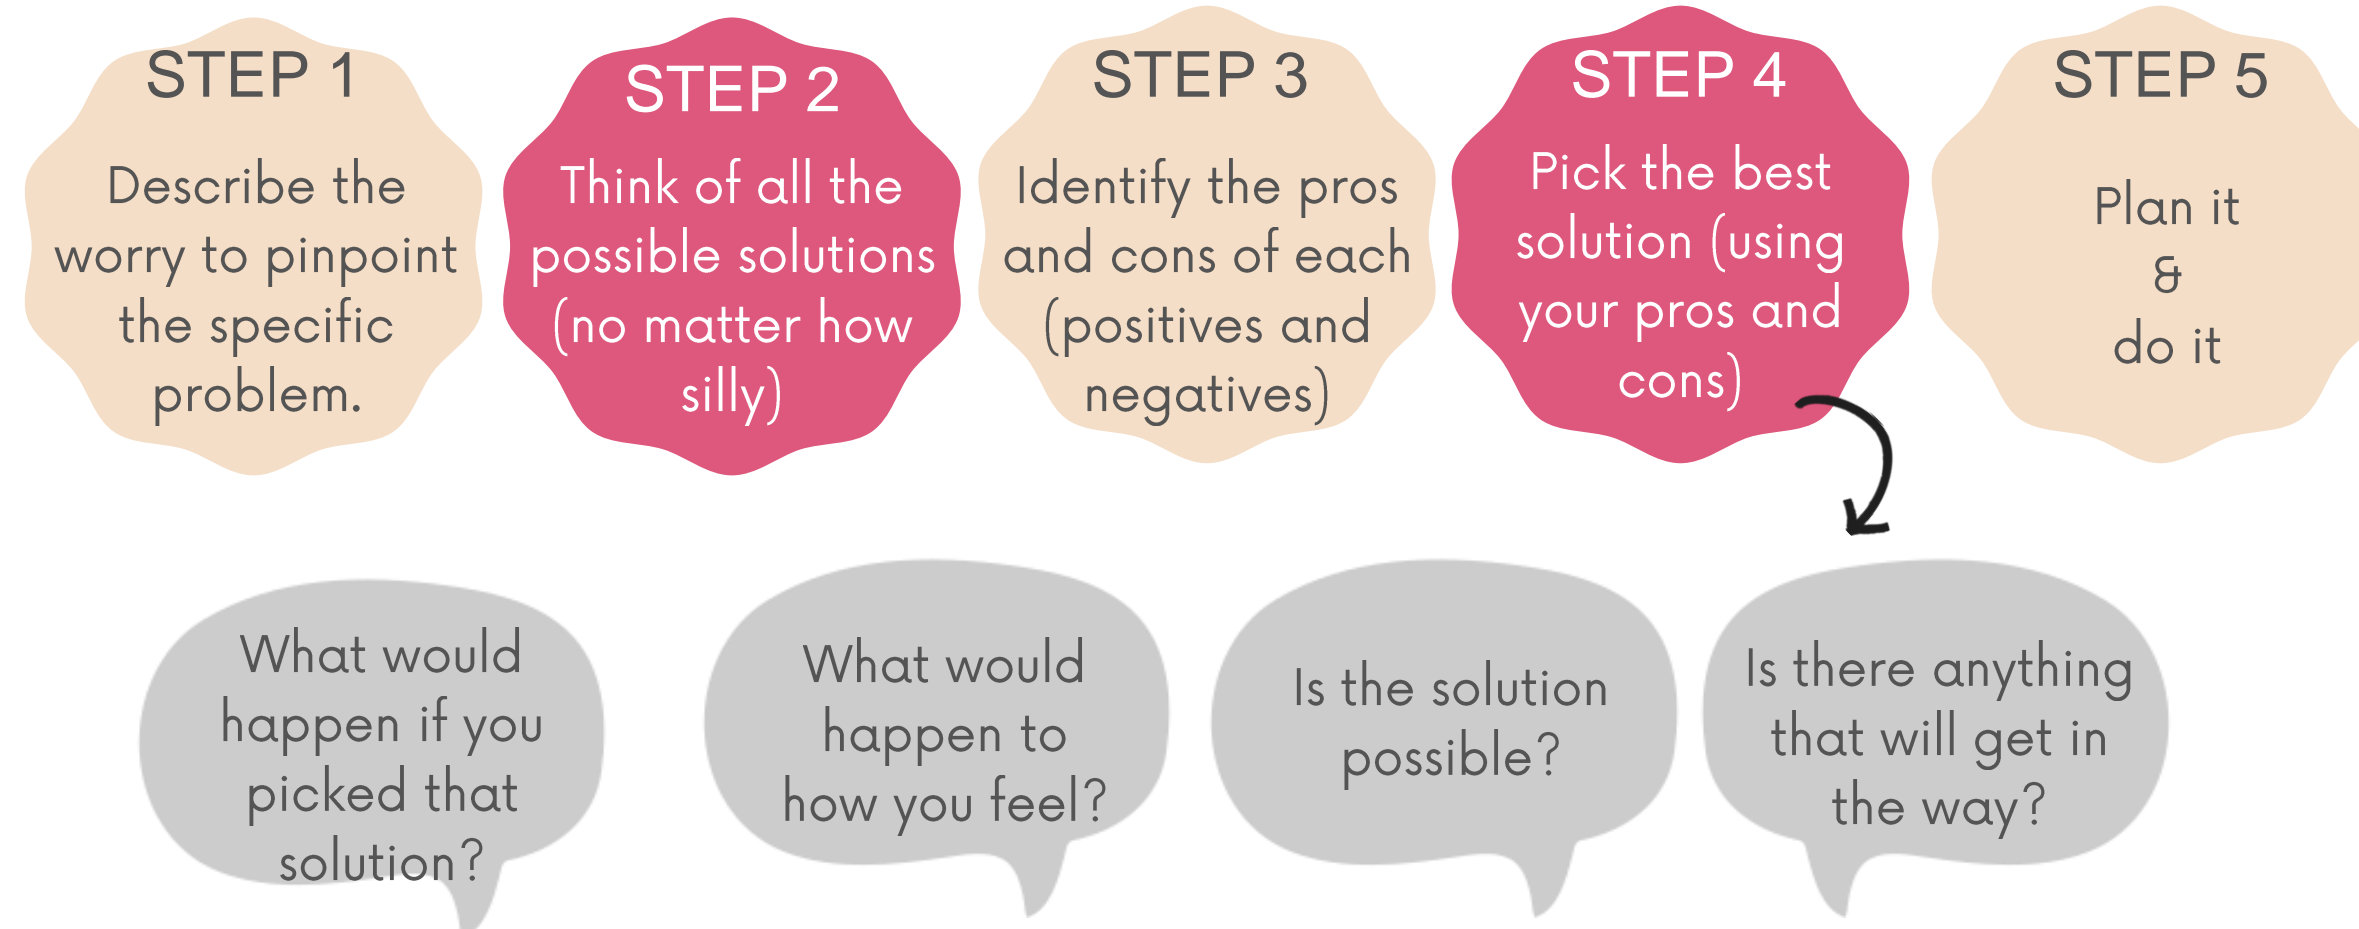 STEP 1
Describe the
worry to pinpoint
the specific
problem.
STEP 2
Think of all the
possible solutions
(no matter how
silly)
STEP 3
Identify the pros
and cons of each
(positives and
negatives)
STEP 4
Pick the best
solution (using
your pros and
cons)
STEP 5
Plan it
&
do it
What would
happen if you
picked that
solution?
What would
happen to
how you feel?
Is the solution
possible?
Is there anything
that will get in
the way?